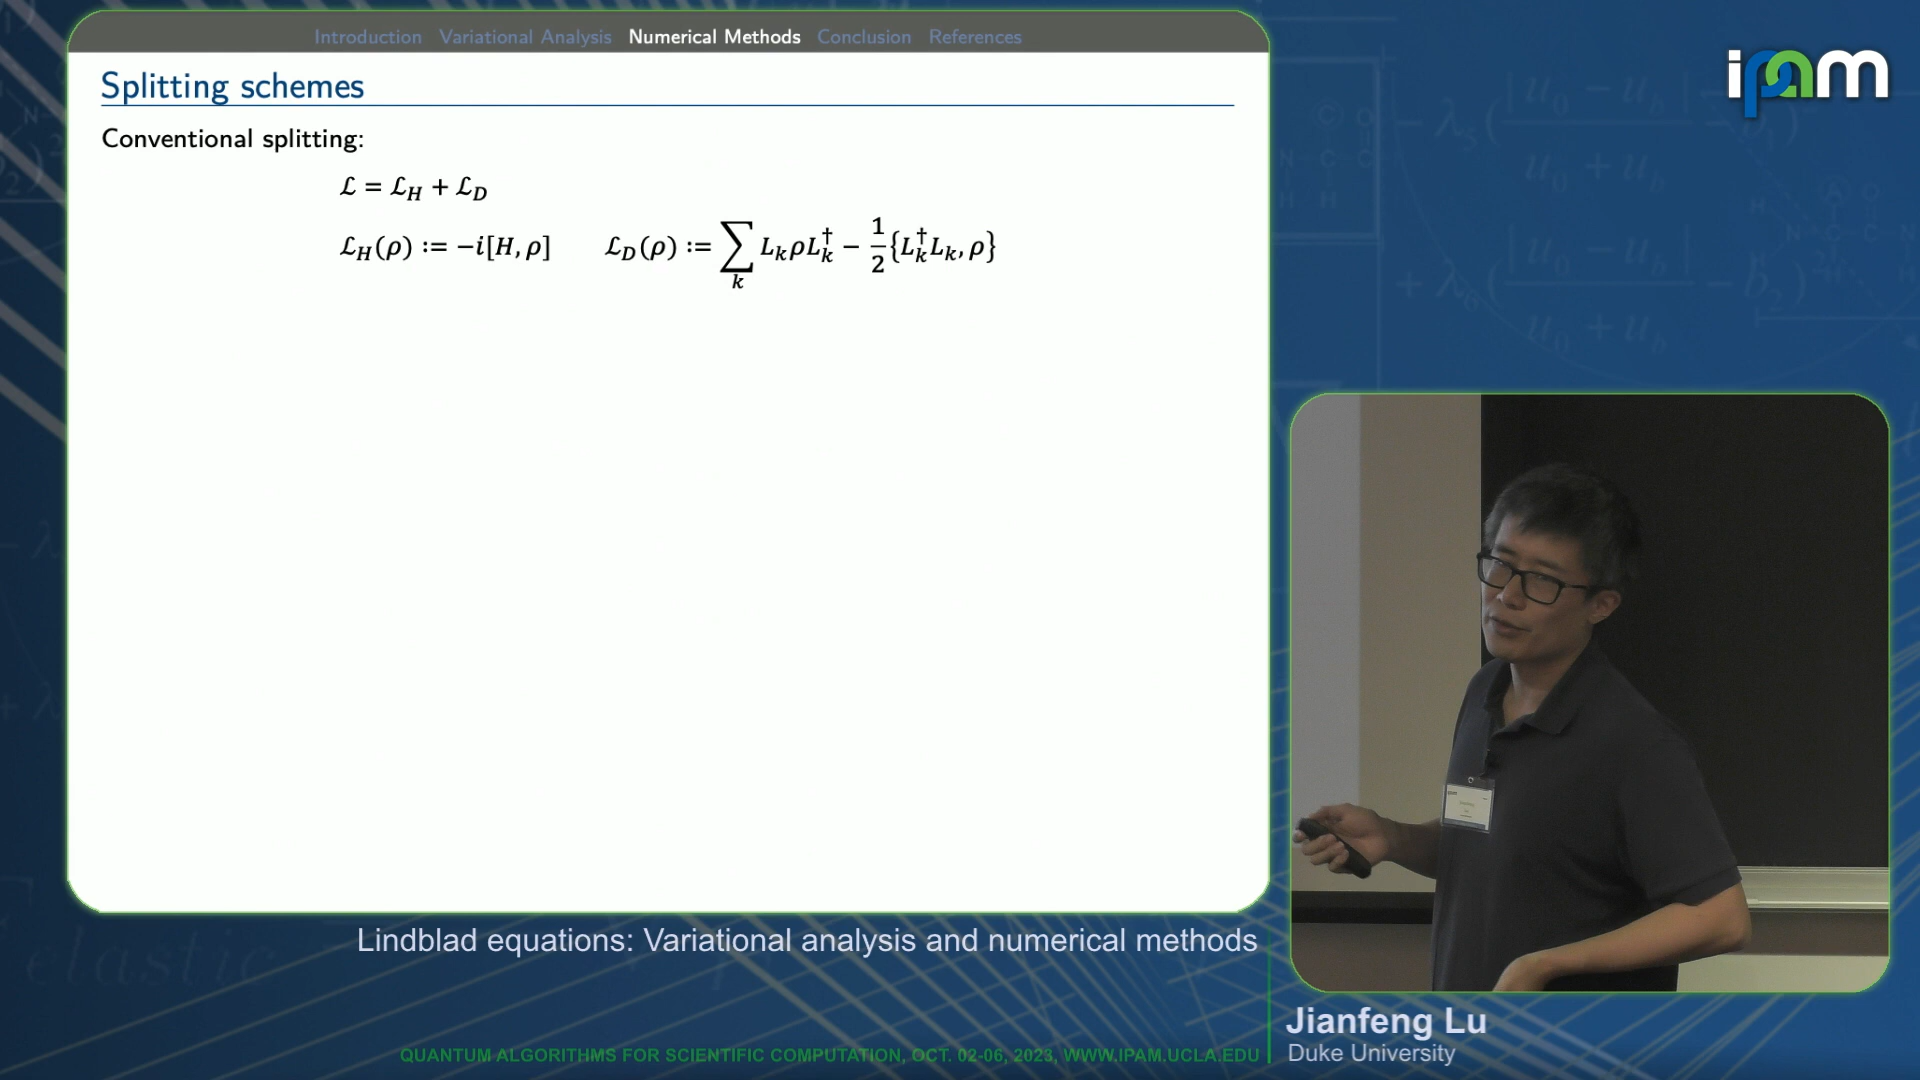 Introduction Variational Analysis Numerical Methods Conclusion References
Splitting schemes
Conventional splitting:
ℒ = ℒ_H + ℒ_D
ℒ_H(ρ) := −i[H, ρ]    ℒ_D(ρ) := ∑_k L_k ρ L_k^† − 1/2 {L_k^† L_k, ρ}
ipam
Lindblad equations: Variational analysis and numerical methods
Jianfeng Lu
Duke University
QUANTUM ALGORITHMS FOR SCIENTIFIC COMPUTATION, OCT. 02-06, 2023, WWW.IPAM.UCLA.EDU